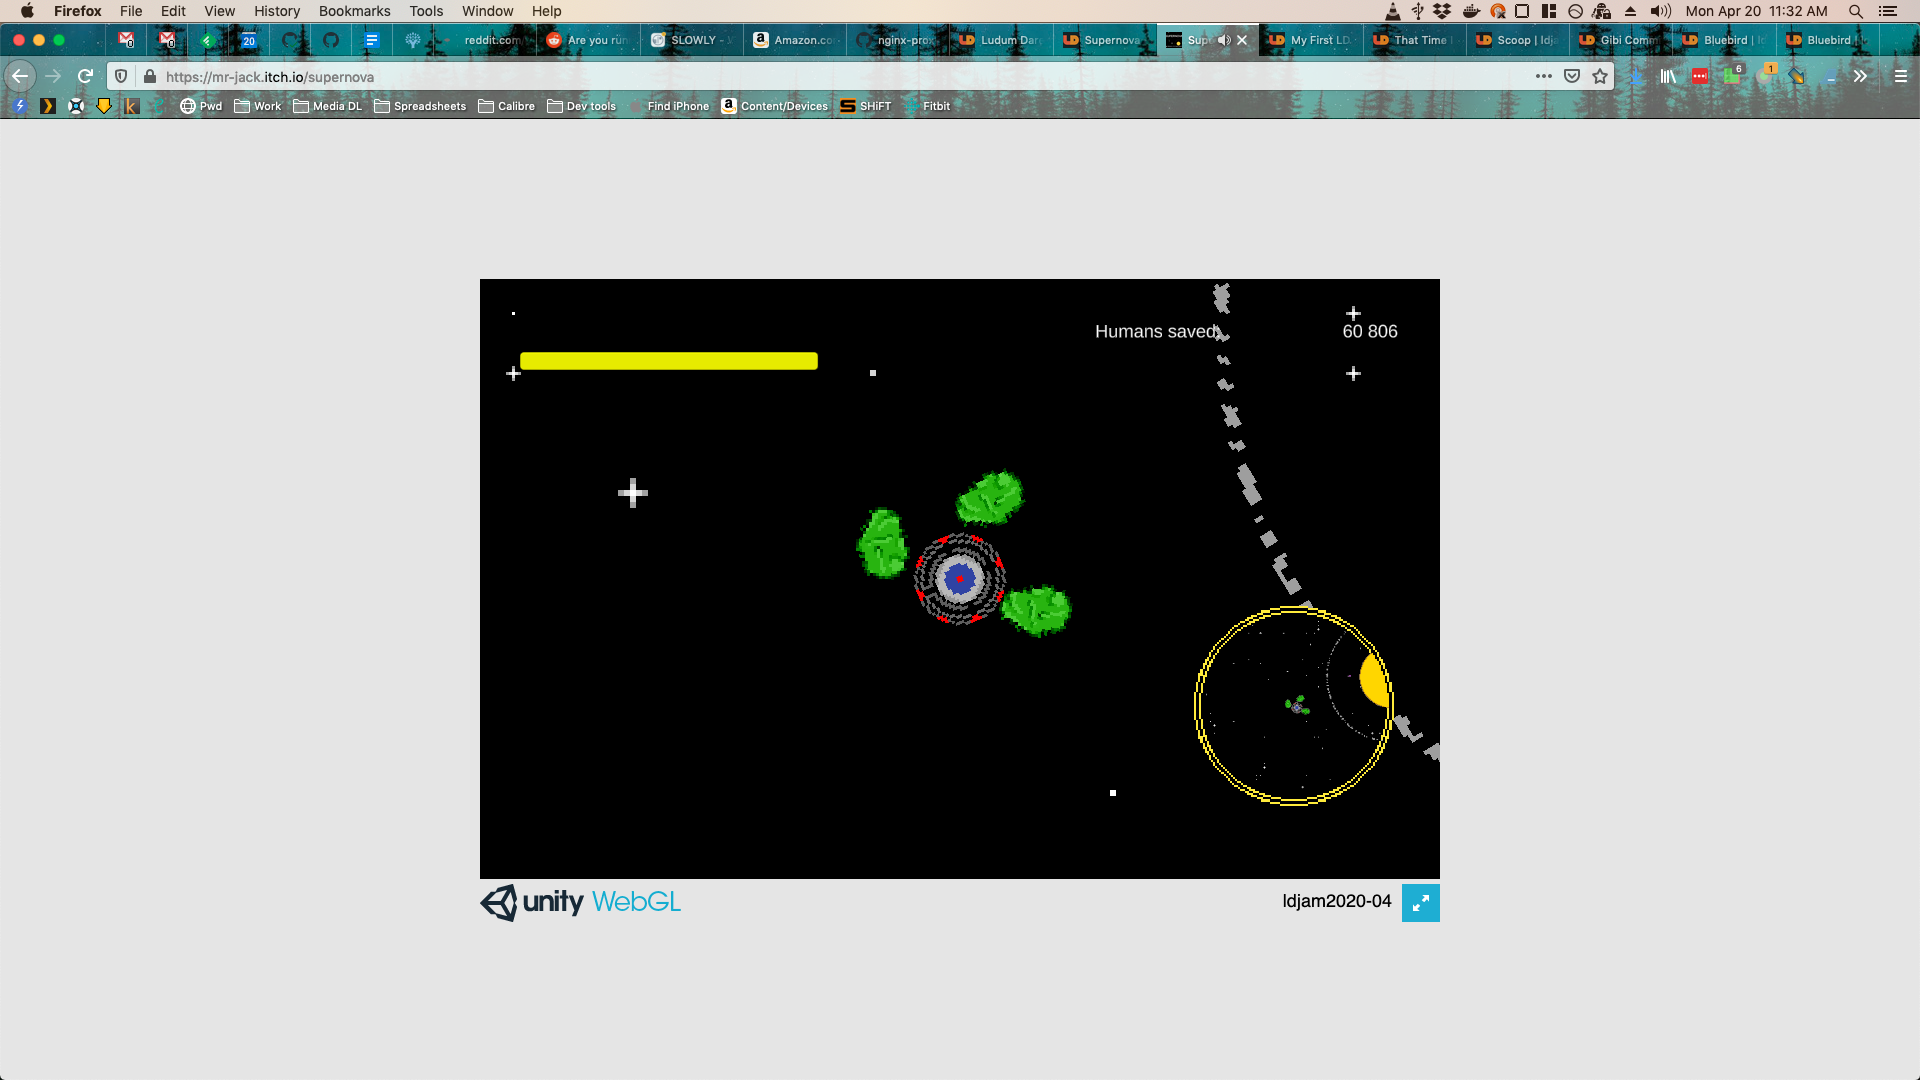 Firefox File Edit View History Bookmarks Tools Window Help Mon Apr 20 11:32 AM
20 reddit.com Are you run SLOWLY - Amazon.co nginx-prox Ludum Dar Supernova Sup My First LD That Time Scoop | ldj Gibi Comm Bluebird | l Bluebird |
https://mr-jack.itch.io/supernova 6 1
Pwd Work Media DL Spreadsheets Calibre Dev tools Find iPhone Content/Devices SHiFT Fitbit
Humans saved: 60 806
unity WebGL ldjam2020-04